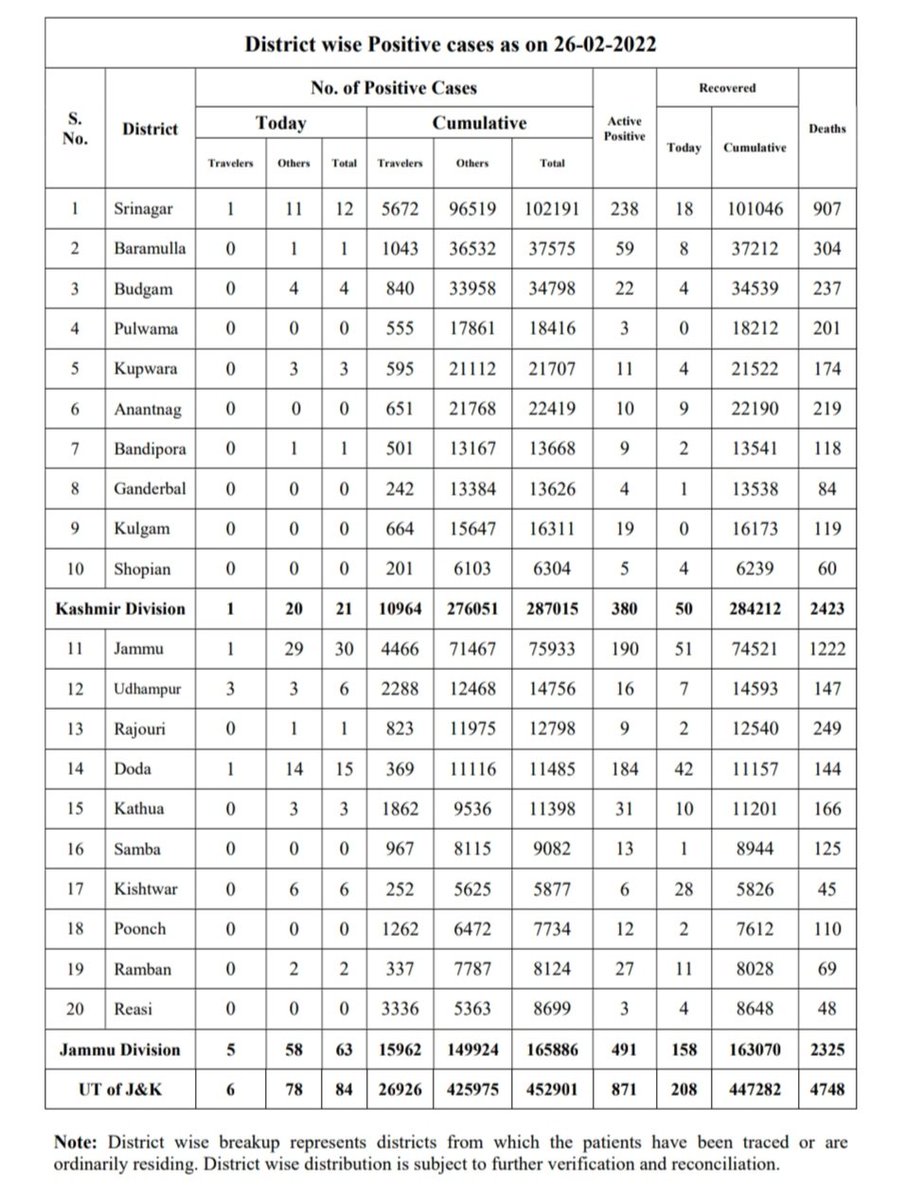 District wise Positive cases as on 26-02-2022
S. No. District No. of Positive Cases Active Positive Recovered Deaths
Today Cumulative Today Cumulative
Travelers Others Total Travelers Others Total
1 Srinagar 1 11 12 5672 96519 102191 238 18 101046 907
2 Baramulla 0 1 1 1043 36532 37575 59 8 37212 304
3 Budgam 0 4 4 840 33958 34798 22 4 34539 237
4 Pulwama 0 0 0 555 17861 18416 3 0 18212 201
5 Kupwara 0 3 3 595 21112 21707 11 4 21522 174
6 Anantnag 0 0 0 651 21768 22419 10 9 22190 219
7 Bandipora 0 1 1 501 13167 13668 9 2 13541 118
8 Ganderbal 0 0 0 242 13384 13626 4 1 13538 84
9 Kulgam 0 0 0 664 15647 16311 19 0 16173 119
10 Shopian 0 0 0 201 6103 6304 5 4 6239 60
Kashmir Division 1 20 21 10964 276051 287015 380 50 284212 2423
11 Jammu 1 29 30 4466 71467 75933 190 51 74521 1222
12 Udhampur 3 3 6 2288 12468 14756 16 7 14593 147
13 Rajouri 0 1 1 823 11975 12798 9 2 12540 249
14 Doda 1 14 15 369 11116 11485 184 42 11157 144
15 Kathua 0 3 3 1862 9536 11398 31 10 11201 166
16 Samba 0 0 0 967 8115 9082 13 1 8944 125
17 Kishtwar 0 6 6 252 5625 5877 6 28 5826 45
18 Poonch 0 0 0 1262 6472 7734 12 2 7612 110
19 Ramban 0 2 2 337 7787 8124 27 11 8028 69
20 Reasi 0 0 0 3336 5363 8699 3 4 8648 48
Jammu Division 5 58 63 15962 149924 165886 491 158 163070 2325
UT of J&K 6 78 84 26926 425975 452901 871 208 447282 4748
Note: District wise breakup represents districts from which the patients have been traced or are
ordinarily residing. District wise distribution is subject to further verification and reconciliation.